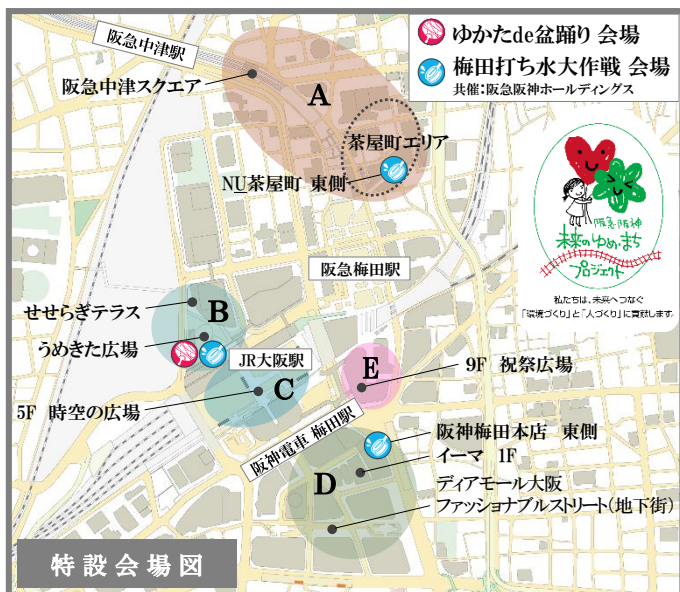 阪急中津駅
ゆかたde盆踊り 会場
梅田打ち水大作戦 会場
共催:阪急阪神ホールディングス
阪急中津スクエア
A
茶屋町エリア
NU茶屋町 東側
阪急・阪神
未来のゆめ・まち
プロジェクト
私たちは、未来へつなぐ
「環境づくり」と「人づくり」に貢献します。
阪急梅田駅
せせらぎテラス
B
うめきた広場
JR大阪駅
E
9F 祝祭広場
C
5F 時空の広場
阪神電車 梅田駅
阪神梅田本店 東側
イーマ 1F
D
ディアモール大阪
ファッショナブルストリート(地下街)
特設会場図